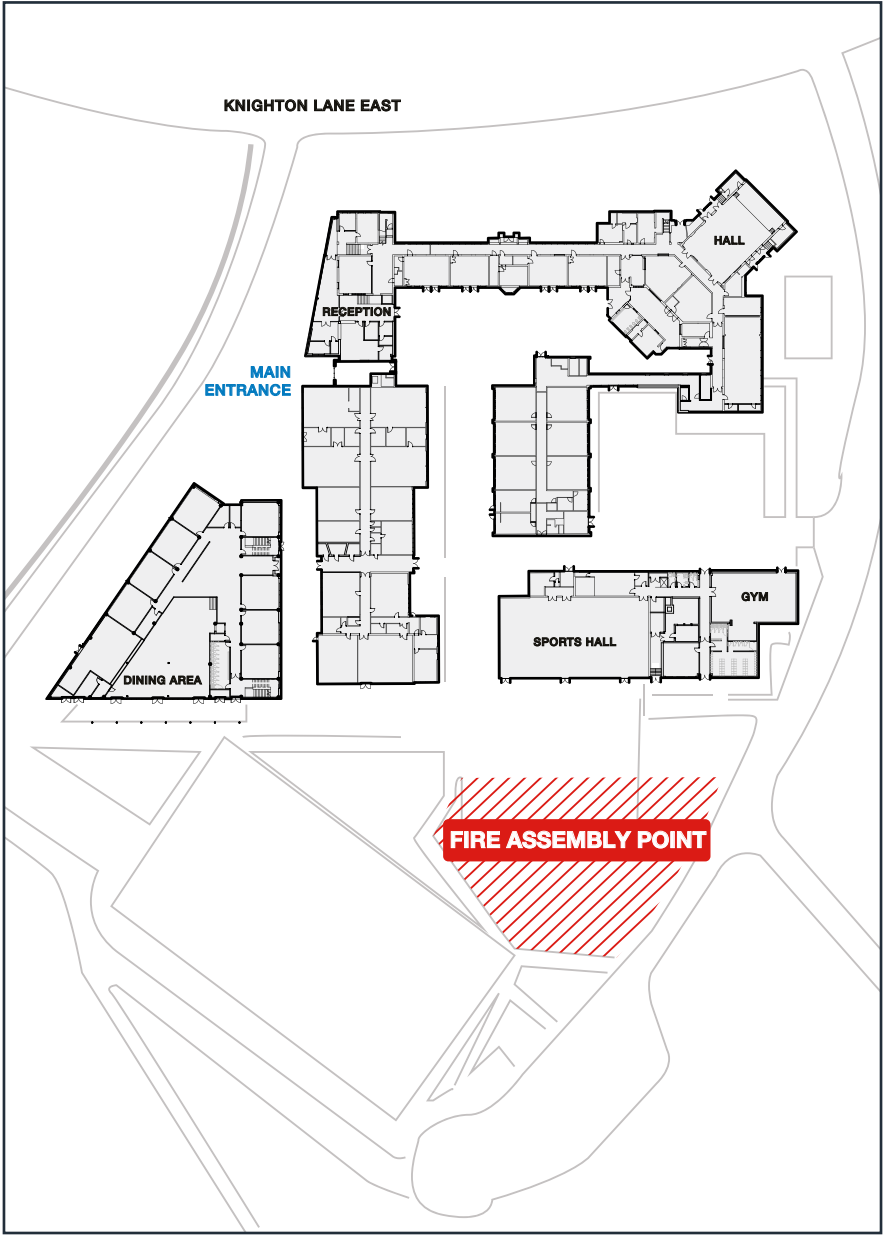 KNIGHTON LANE EAST
HALL
RECEPTION
MAIN
ENTRANCE
GYM
SPORTS HALL
DINING AREA
FIRE ASSEMBLY POINT